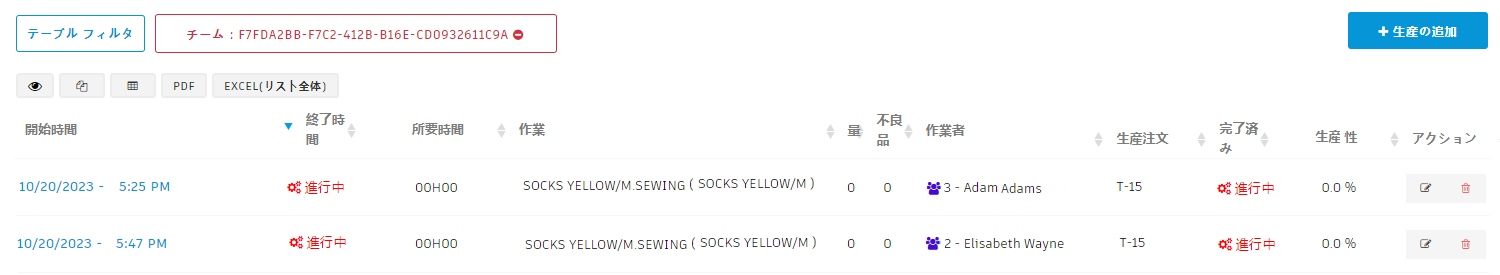 テーブル フィルタ チーム : F7FDA2BB-F7C2-412B-B16E-CD0932611C9A
+ 生産の追加
PDF EXCEL(リスト全体)
開始時間 終了時間 所要時間 作業 量 不良品 作業者 生産注文 完了済み 生産 性 アクション
10/20/2023 - 5:25 PM 進行中 00H00 SOCKS YELLOW/M.SEWING ( SOCKS YELLOW/M ) 0 0 3 - Adam Adams T-15 進行中 0.0 %
10/20/2023 - 5:47 PM 進行中 00H00 SOCKS YELLOW/M.SEWING ( SOCKS YELLOW/M ) 0 0 2 - Elisabeth Wayne T-15 進行中 0.0 %